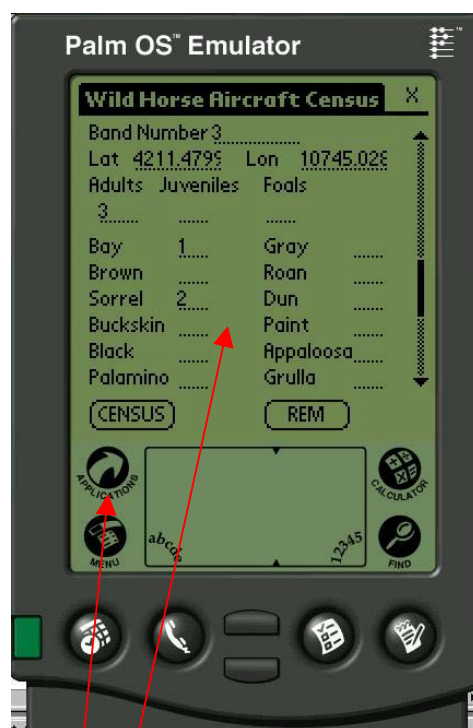 Palm OS™ Emulator
Wild Horse Aircraft Census X
Band Number 3
Lat 4211.4799 Lon 10745.028
Adults Juveniles Foals
3
Bay 1 Gray
Brown Roan
Sorrel 2 Dun
Buckskin Paint
Black Appaloosa
Palamino Grulla
CENSUS REM
APPLICATIONS CALCULATOR
abcde 12345
MENU FIND